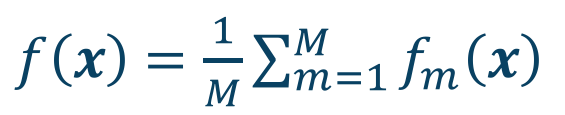 f(x) = 1/M ∑_{m=1}^{M} f_m(x)